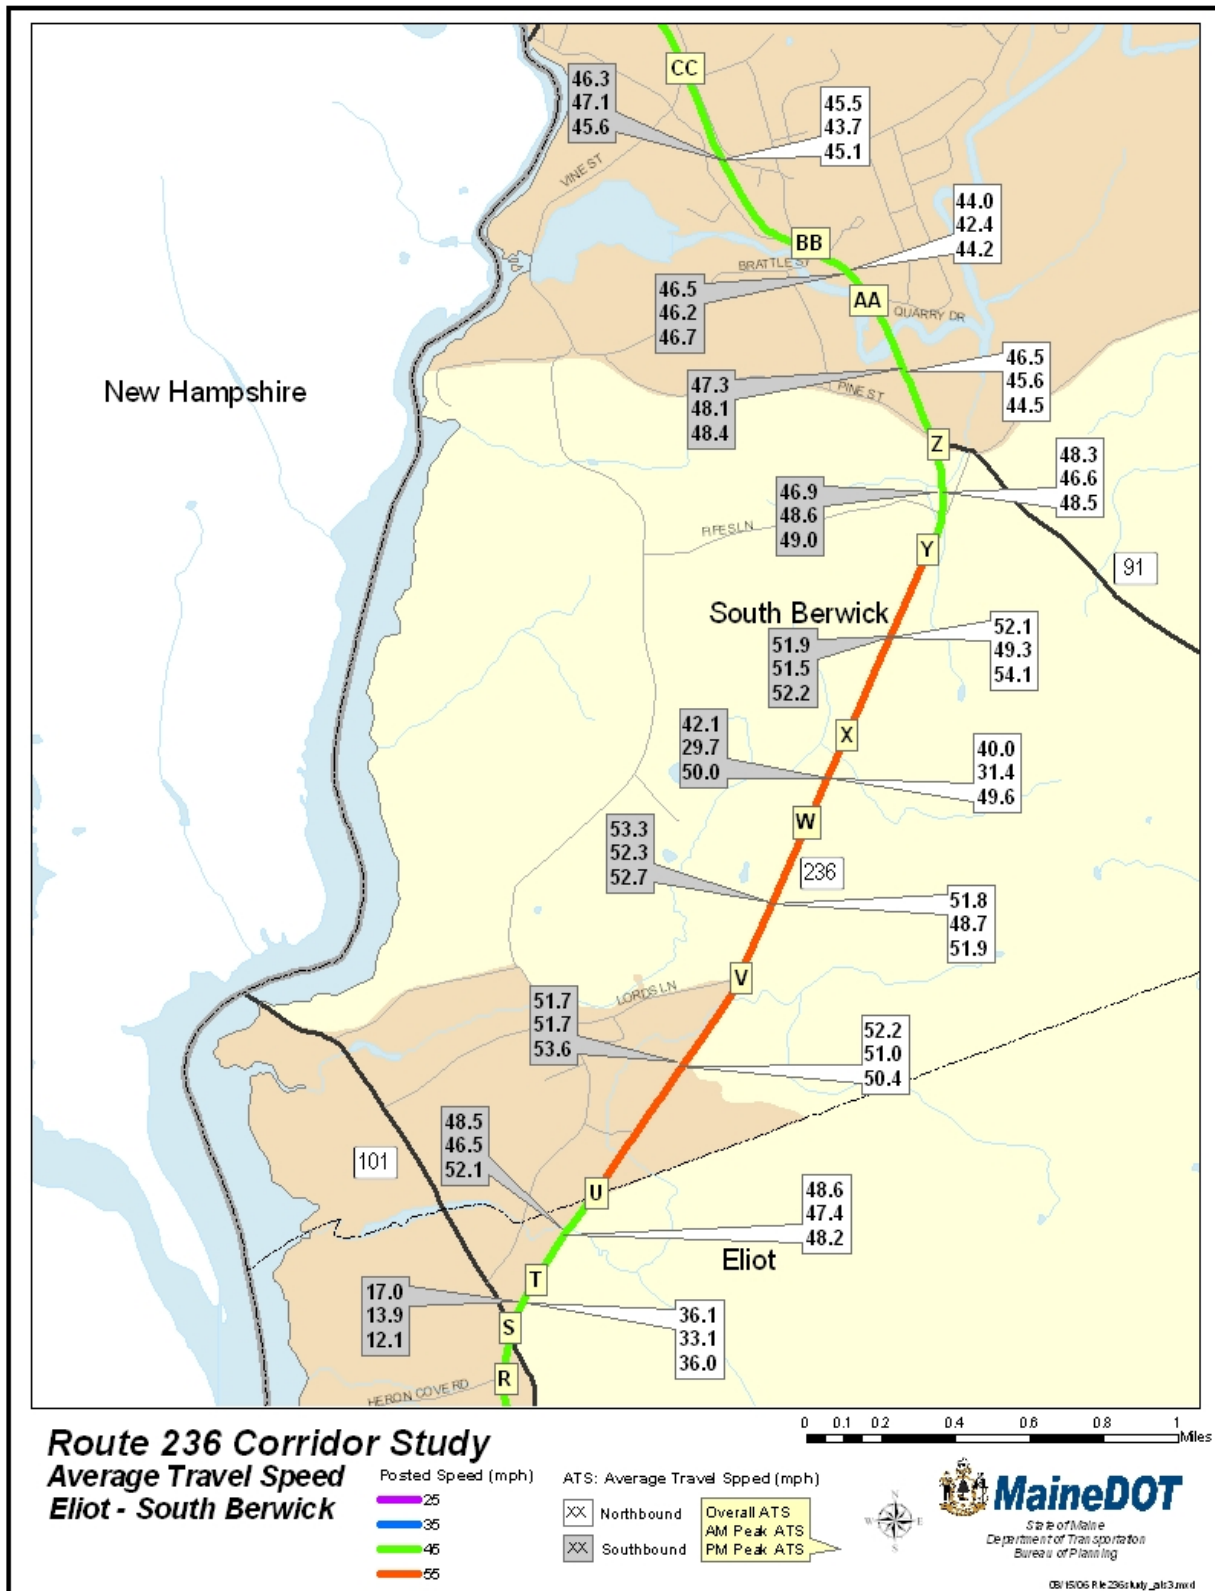 CC
46.3
47.1
45.6
45.5
43.7
45.1
VINE ST
44.0
42.4
44.2
BB
BRATTLE ST
46.5
46.2
46.7
AA
QUARRY DR
New Hampshire
47.3
48.1
48.4
PINE ST
46.5
45.6
44.5
Z
48.3
46.6
48.5
46.9
48.6
49.0
FIFES LN
Y
91
South Berwick
51.9
51.5
52.2
52.1
49.3
54.1
42.1
29.7
50.0
X
40.0
31.4
49.6
W
53.3
52.3
52.7
236
51.8
48.7
51.9
V
LORDS LN
51.7
51.7
53.6
52.2
51.0
50.4
48.5
46.5
52.1
101
U
48.6
47.4
48.2
Eliot
T
17.0
13.9
12.1
36.1
33.1
36.0
S
R
HERON COVE RD
Route 236 Corridor Study
Average Travel Speed
Eliot - South Berwick
Posted Speed (mph)
25
35
45
55
ATS: Average Travel Spped (mph)
XX Northbound
XX Southbound
Overall ATS
AM Peak ATS
PM Peak ATS
0 0.1 0.2 0.4 0.6 0.8 1
Miles
N
W E
S
MaineDOT
State of Maine
Department of Transportation
Bureau of Planning